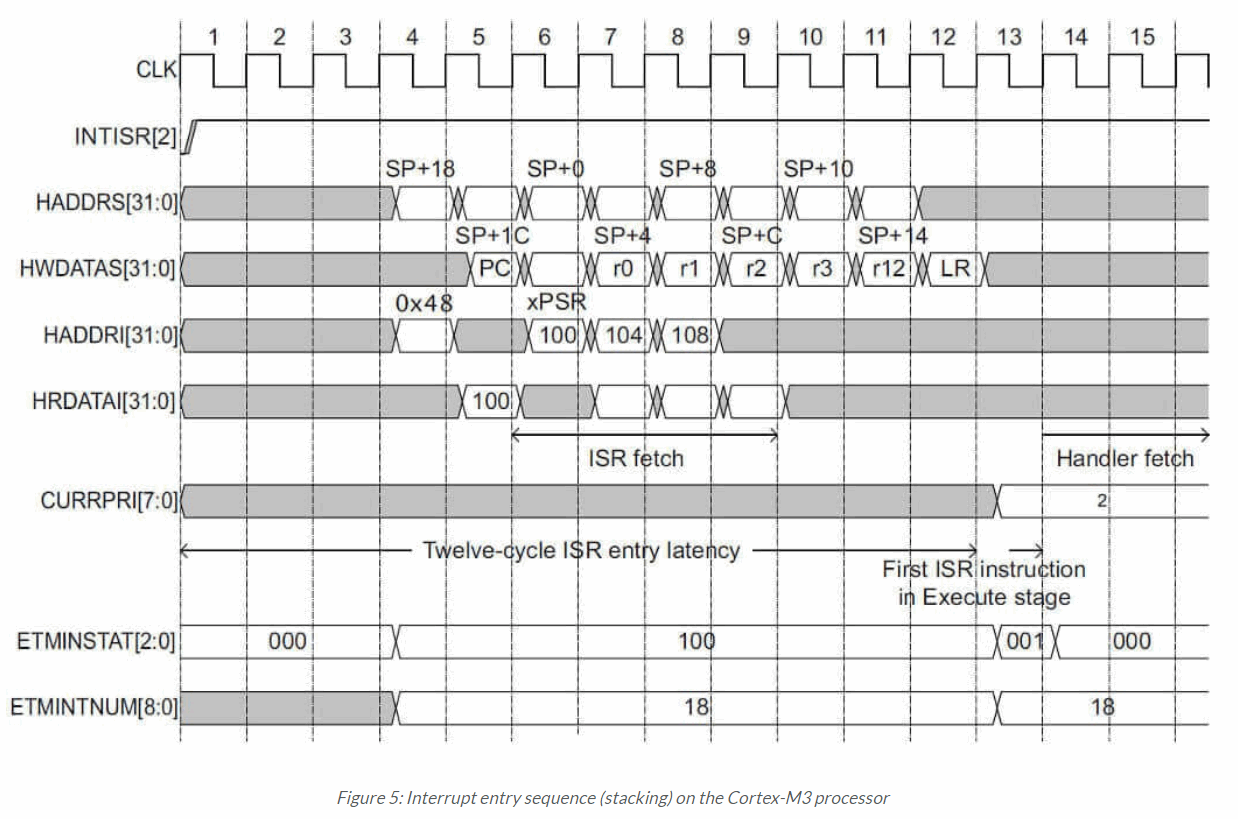 1 2 3 4 5 6 7 8 9 10 11 12 13 14 15
CLK
INTISR[2]
SP+18 SP+0 SP+8 SP+10
HADDRS[31:0]
SP+1C SP+4 SP+C SP+14
HWDATAS[31:0] PC r0 r1 r2 r3 r12 LR
0x48 xPSR
HADDRI[31:0] 100 104 108
HRDATAI[31:0] 100
ISR fetch Handler fetch
CURRPRI[7:0] 2
Twelve-cycle ISR entry latency
First ISR instruction
in Execute stage
ETMINSTAT[2:0] 000 100 001 000
ETMINTNUM[8:0] 18 18
Figure 5: Interrupt entry sequence (stacking) on the Cortex-M3 processor